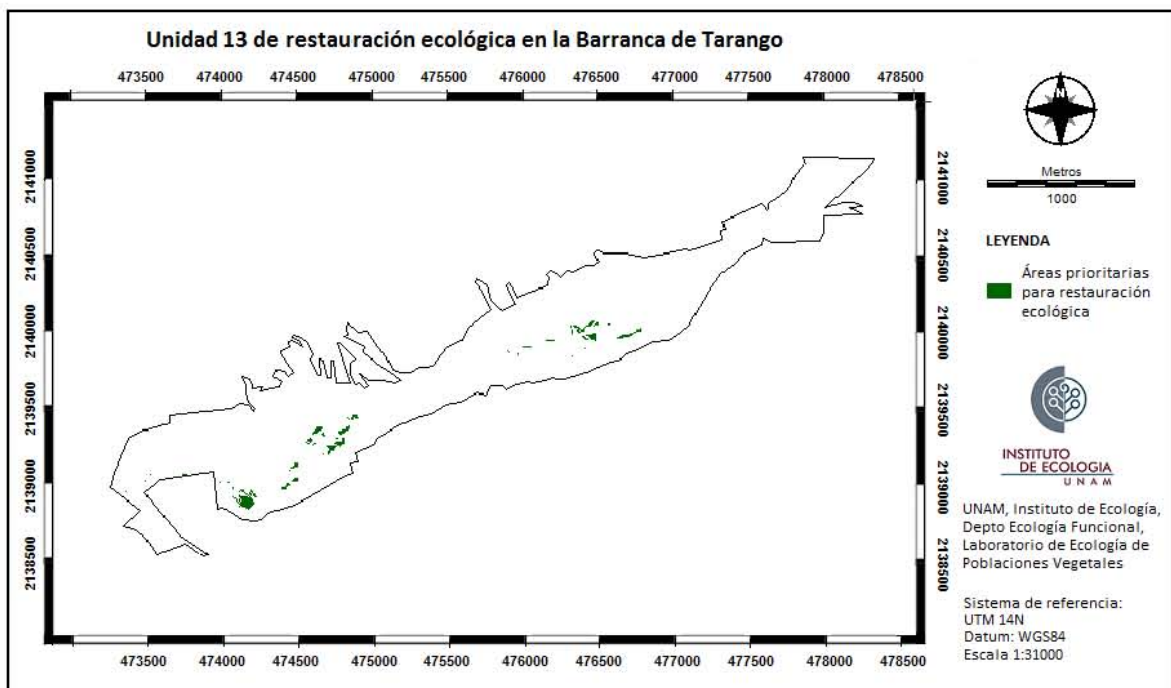 Unidad 13 de restauración ecológica en la Barranca de Tarango
473500 474000 474500 475000 475500 476000 476500 477000 477500 478000 478500
2141000 2141000
2140500 2140500
2140000 2140000
2139500 2139500
2139000 2139000
2138500 2138500
473500 474000 474500 475000 475500 476000 476500 477000 477500 478000 478500
N
Metros
1000
LEYENDA
Áreas prioritarias
para restauración
ecológica
INSTITUTO
DE ECOLOGIA
UNAM
UNAM, Instituto de Ecología,
Depto Ecología Funcional,
Laboratorio de Ecología de
Poblaciones Vegetales
Sistema de referencia:
UTM 14N
Datum: WGS84
Escala 1:31000